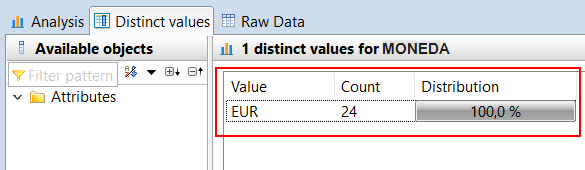 Analysis Distinct values Raw Data
Available objects
Filter pattern
Attributes
1 distinct values for MONEDA
Value Count Distribution
EUR 24 100,0 %